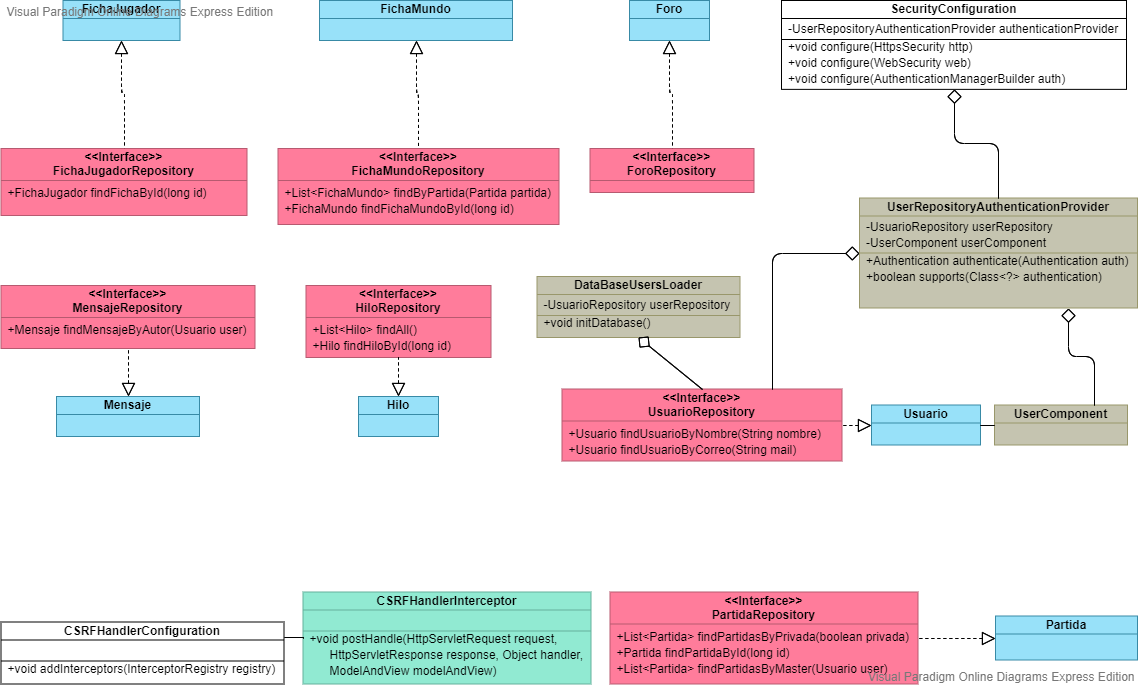 Visual Paradigm Online Diagrams Express Edition
FichaJugador
FichaMundo
Foro
SecurityConfiguration
-UserRepositoryAuthenticationProvider authenticationProvider
+void configure(HttpsSecurity http)
+void configure(WebSecurity web)
+void configure(AuthenticationManagerBuilder auth)
<<Interface>>
FichaJugadorRepository
+FichaJugador findFichaById(long id)
<<Interface>>
FichaMundoRepository
+List<FichaMundo> findByPartida(Partida partida)
+FichaMundo findFichaMundoById(long id)
<<Interface>>
ForoRepository
UserRepositoryAuthenticationProvider
-UsuarioRepository userRepository
-UserComponent userComponent
+Authentication authenticate(Authentication auth)
+boolean supports(Class<?> authentication)
<<Interface>>
MensajeRepository
+Mensaje findMensajeByAutor(Usuario user)
<<Interface>>
HiloRepository
+List<Hilo> findAll()
+Hilo findHiloById(long id)
DataBaseUsersLoader
-UsuarioRepository userRepository
+void initDatabase()
Mensaje
Hilo
<<Interface>>
UsuarioRepository
+Usuario findUsuarioByNombre(String nombre)
+Usuario findUsuarioByCorreo(String mail)
Usuario
UserComponent
CSRFHandlerConfiguration
+void addInterceptors(InterceptorRegistry registry)
CSRFHandlerInterceptor
+void postHandle(HttpServletRequest request,
HttpServletResponse response, Object handler,
ModelAndView modelAndView)
<<Interface>>
PartidaRepository
+List<Partida> findPartidasByPrivada(boolean privada)
+Partida findPartidaById(long id)
+List<Partida> findPartidasByMaster(Usuario user)
Partida
Visual Paradigm Online Diagrams Express Edition